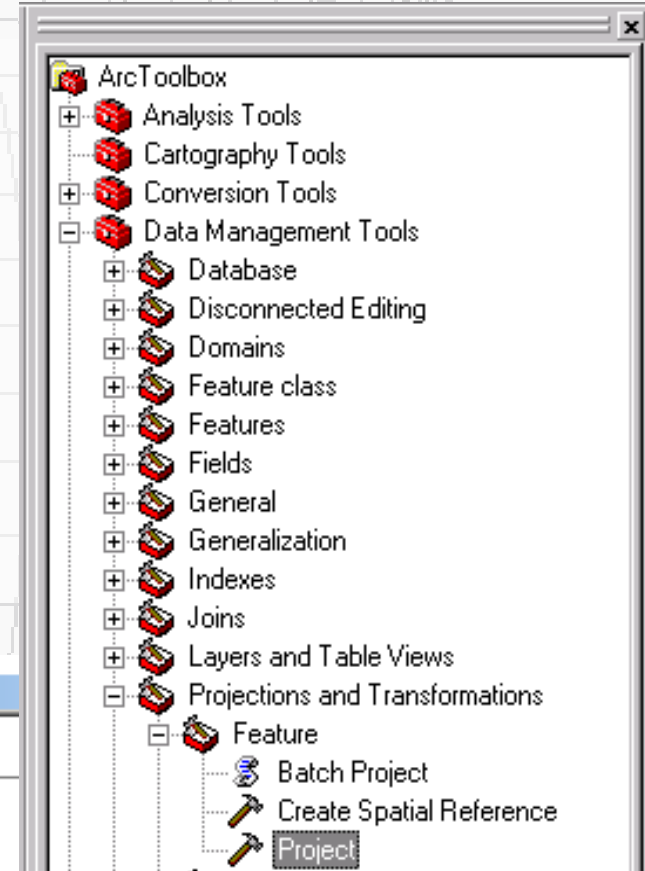 ArcToolbox
Analysis Tools
Cartography Tools
Conversion Tools
Data Management Tools
Database
Disconnected Editing
Domains
Feature class
Features
Fields
General
Generalization
Indexes
Joins
Layers and Table Views
Projections and Transformations
Feature
Batch Project
Create Spatial Reference
Project